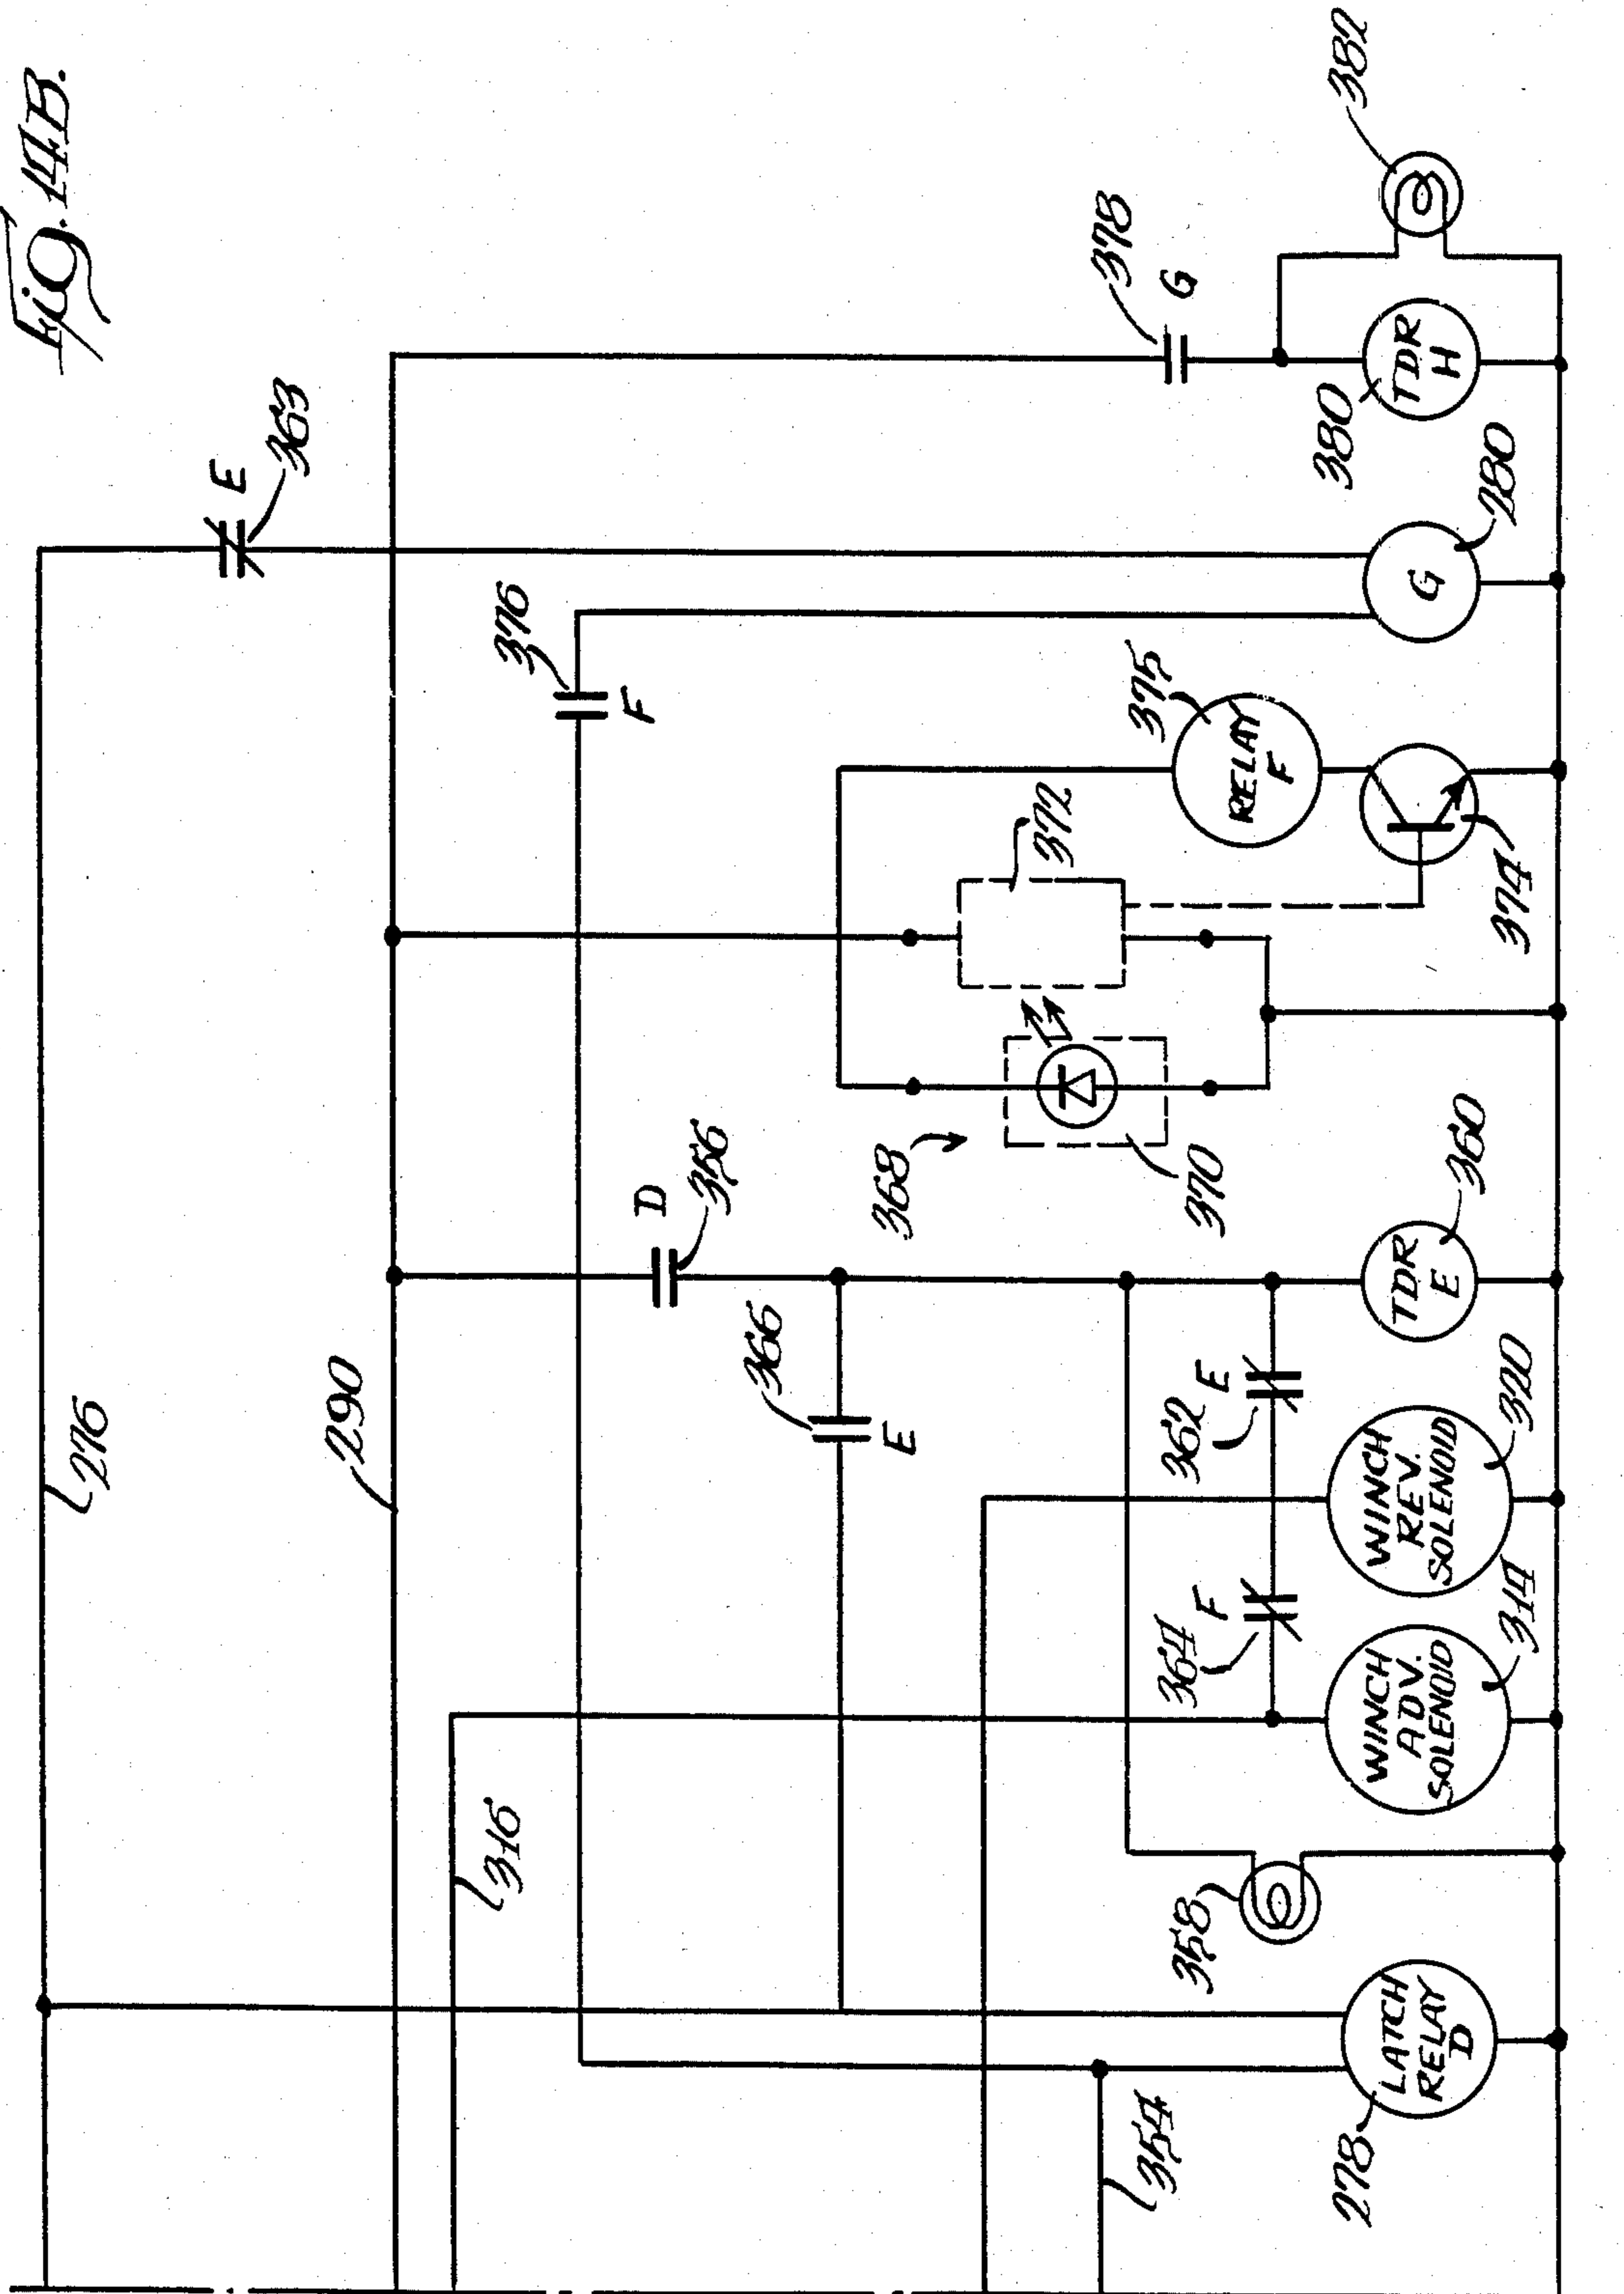 Fig. 14B.
276
E
363
290
316
376
F
D
356
366
E
378
G
382
368
370
372
375
RELAY
F
374
362
E
364
F
358
354
278
LATCH
RELAY
D
WINCH
ADV.
SOLENOID
314
WINCH
REV.
SOLENOID
320
TDR
E
360
G
280
380
TDR
H